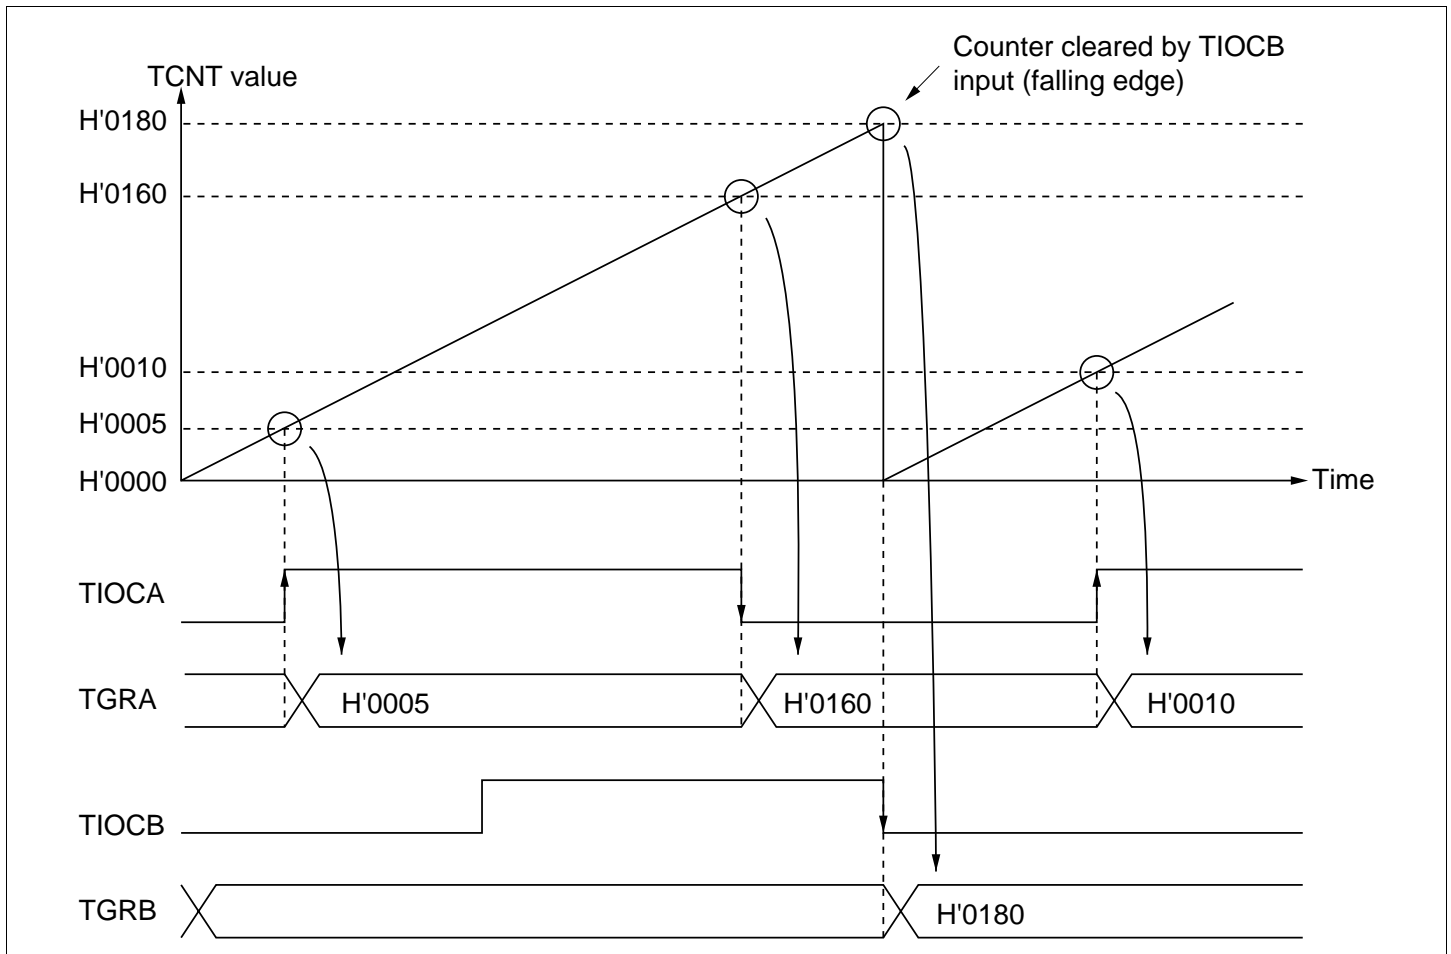 Counter cleared by TIOCB
input (falling edge)
TCNT value
H'0180
H'0160
H'0010
H'0005
H'0000
Time
TIOCA
TGRA
H'0005
H'0160
H'0010
TIOCB
TGRB
H'0180